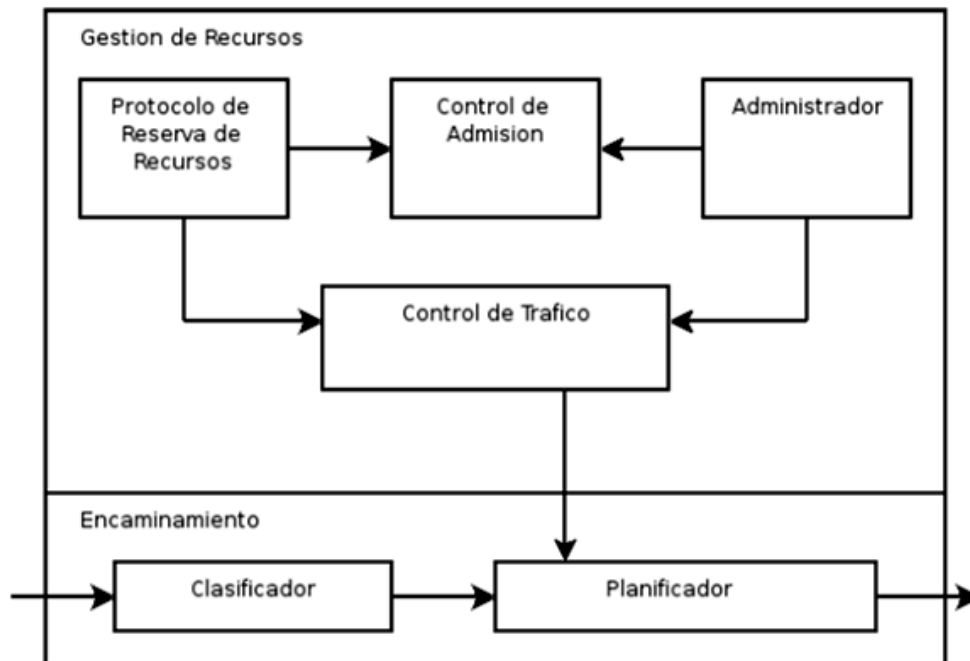 Gestion de Recursos
Protocolo de
Reserva de
Recursos
Control de
Admision
Administrador
Control de Trafico
Encaminamiento
Clasificador
Planificador